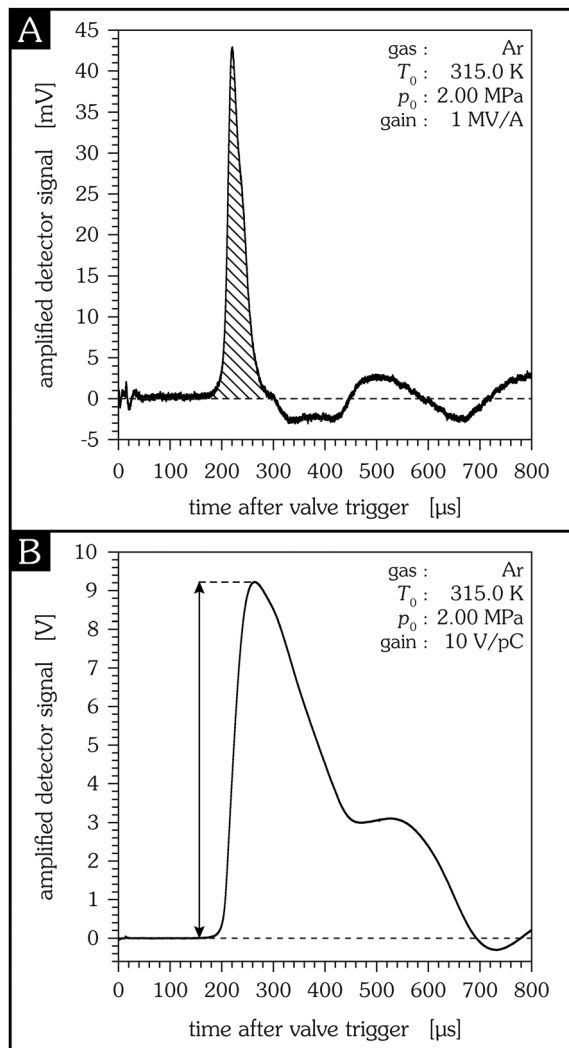 A
amplified detector signal [mV]
45
40
35
30
25
20
15
10
5
0
-5
gas : Ar
T0 : 315.0 K
p0 : 2.00 MPa
gain : 1 MV/A
0 100 200 300 400 500 600 700 800
time after valve trigger [µs]
B
amplified detector signal [V]
10
9
8
7
6
5
4
3
2
1
0
gas : Ar
T0 : 315.0 K
p0 : 2.00 MPa
gain : 10 V/pC
0 100 200 300 400 500 600 700 800
time after valve trigger [µs]